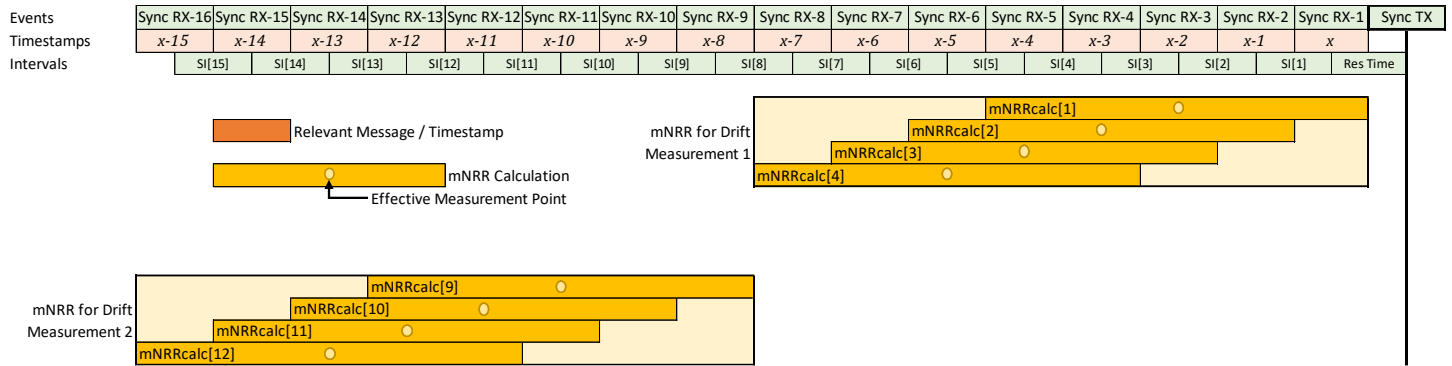 Events Sync RX-16 Sync RX-15 Sync RX-14 Sync RX-13 Sync RX-12 Sync RX-11 Sync RX-10 Sync RX-9 Sync RX-8 Sync RX-7 Sync RX-6 Sync RX-5 Sync RX-4 Sync RX-3 Sync RX-2 Sync RX-1 Sync TX
Timestamps x-15 x-14 x-13 x-12 x-11 x-10 x-9 x-8 x-7 x-6 x-5 x-4 x-3 x-2 x-1 x
Intervals SI[15] SI[14] SI[13] SI[12] SI[11] SI[10] SI[9] SI[8] SI[7] SI[6] SI[5] SI[4] SI[3] SI[2] SI[1] Res Time
mNRRcalc[1]
Relevant Message / Timestamp
mNRR for Drift
Measurement 1
mNRRcalc[2]
mNRRcalc[3]
mNRRcalc[4]
mNRR Calculation
Effective Measurement Point
mNRRcalc[9]
mNRR for Drift
Measurement 2
mNRRcalc[10]
mNRRcalc[11]
mNRRcalc[12]